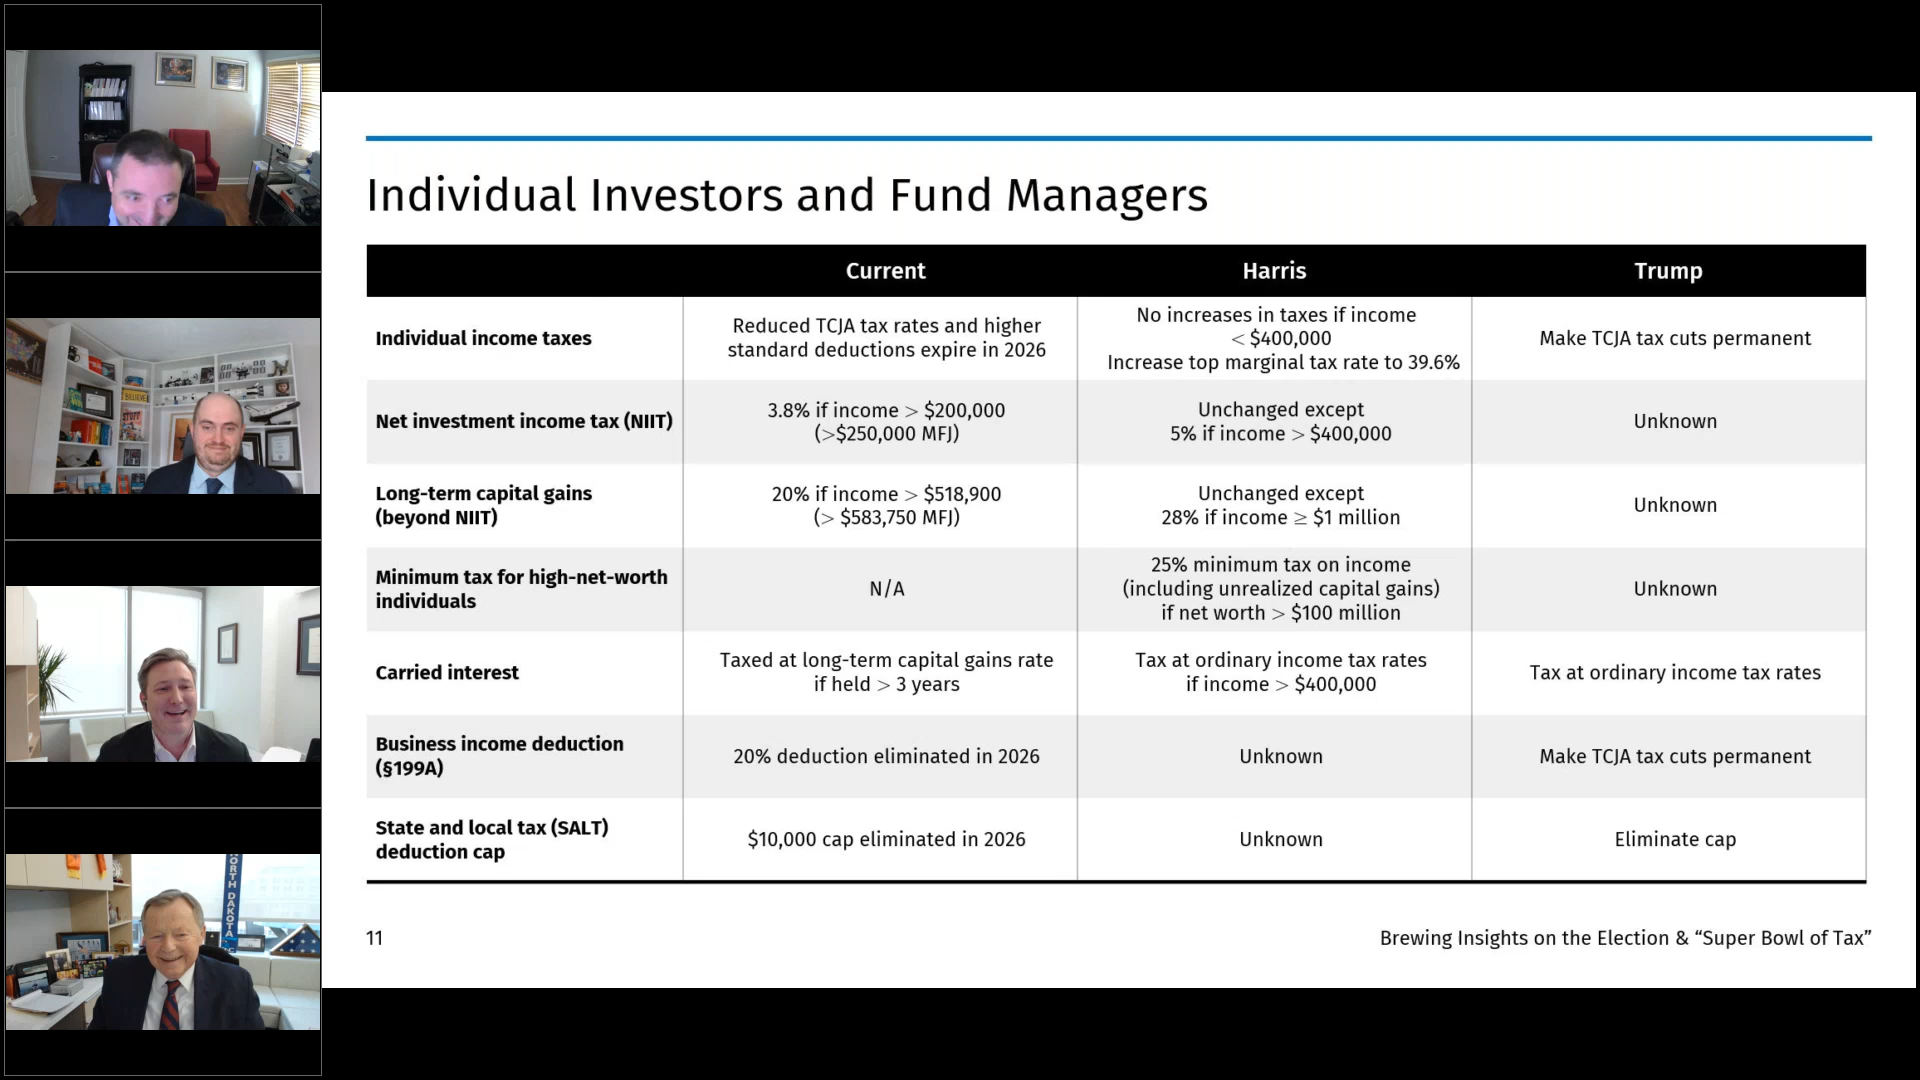 Individual Investors and Fund Managers
Current
Harris
Trump
Individual income taxes
Reduced TCJA tax rates and higher
standard deductions expire in 2026
No increases in taxes if income
< $400,000
Increase top marginal tax rate to 39.6%
Make TCJA tax cuts permanent
Net investment income tax (NIIT)
3.8% if income > $200,000
(>$250,000 MFJ)
Unchanged except
5% if income > $400,000
Unknown
Long-term capital gains
(beyond NIIT)
20% if income > $518,900
(> $583,750 MFJ)
Unchanged except
28% if income ≥ $1 million
Unknown
Minimum tax for high-net-worth
individuals
N/A
25% minimum tax on income
(including unrealized capital gains)
if net worth > $100 million
Unknown
Carried interest
Taxed at long-term capital gains rate
if held > 3 years
Tax at ordinary income tax rates
if income > $400,000
Tax at ordinary income tax rates
Business income deduction
(§199A)
20% deduction eliminated in 2026
Unknown
Make TCJA tax cuts permanent
State and local tax (SALT)
deduction cap
$10,000 cap eliminated in 2026
Unknown
Eliminate cap
11
Brewing Insights on the Election & “Super Bowl of Tax”
BELIEVE
NORTH DAKOTA